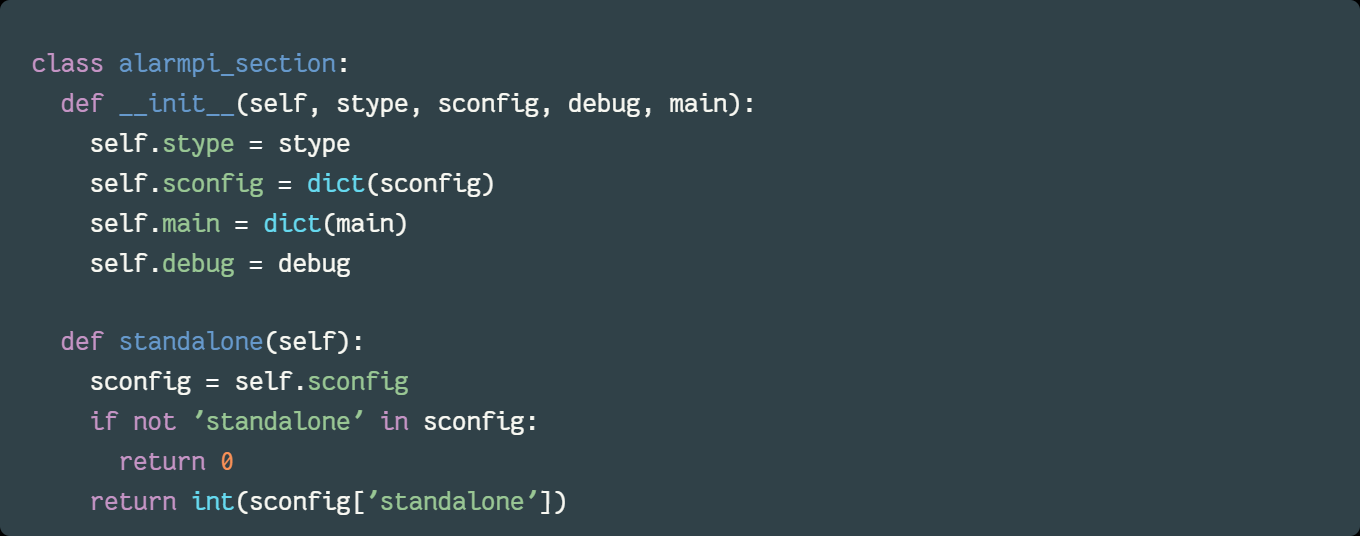 class alarmpi_section:
  def __init__(self, stype, sconfig, debug, main):
    self.stype = stype
    self.sconfig = dict(sconfig)
    self.main = dict(main)
    self.debug = debug

  def standalone(self):
    sconfig = self.sconfig
    if not ’standalone’ in sconfig:
      return 0
    return int(sconfig[’standalone’])